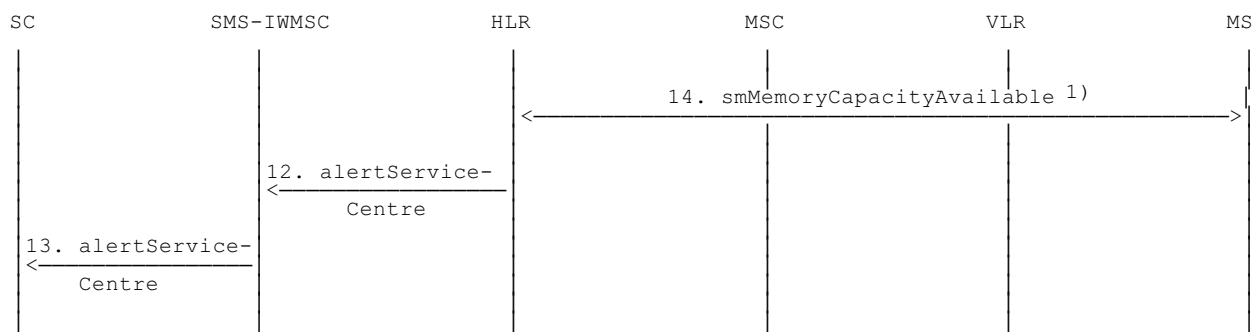 SC SMS-IWMSC HLR MSC VLR MS
14. smMemoryCapacityAvailable 1)
12. alertService-
Centre
13. alertService-
Centre